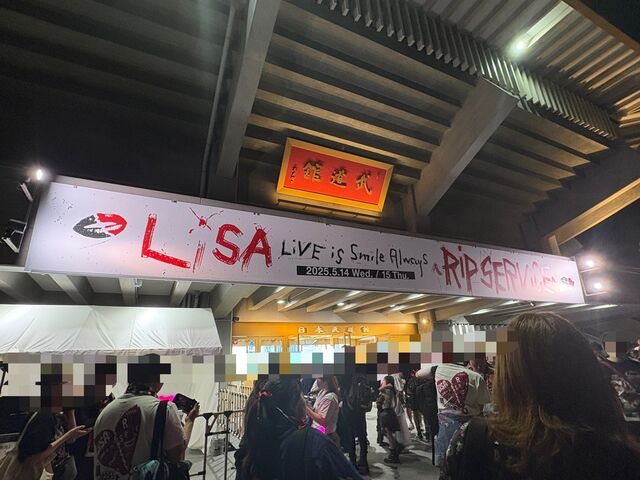 館道武
LiSA LiVE is Smile Always RiP SERViCE
2025.5.14 Wed. / 15 Thu.
日本武道館